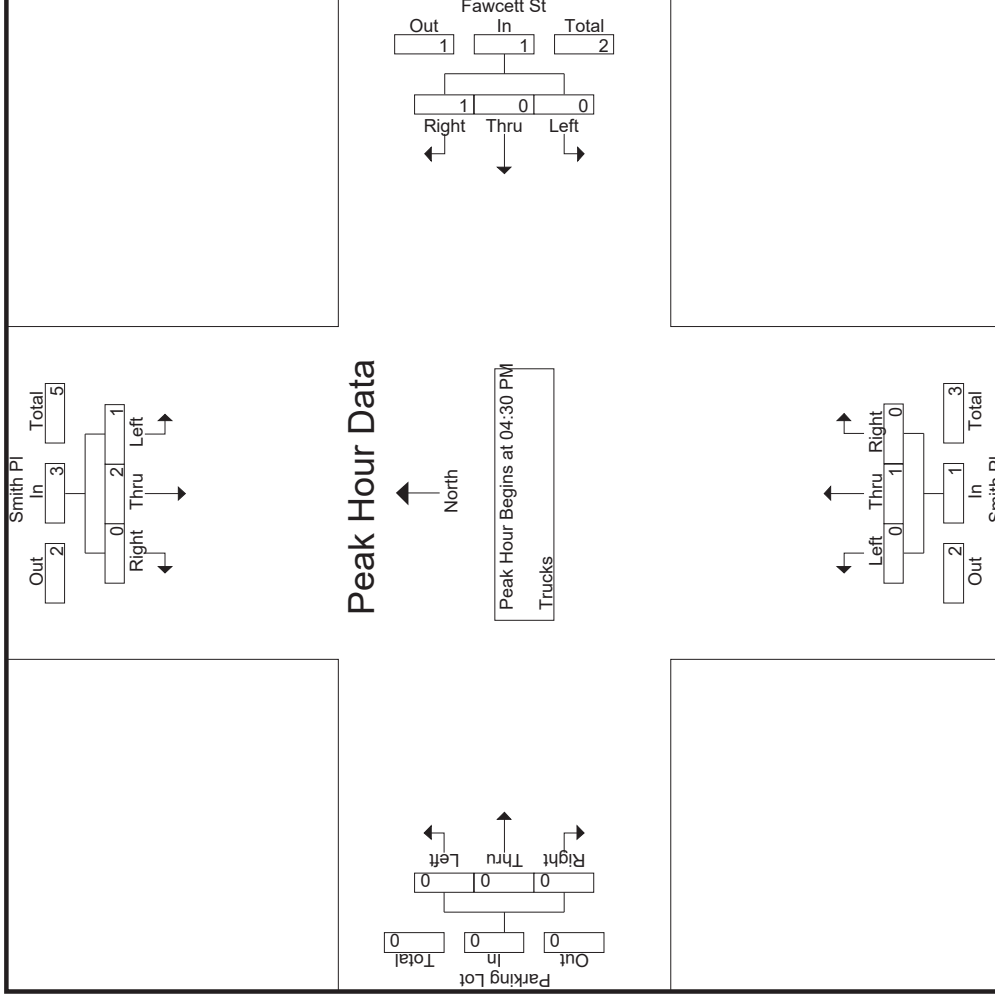 Fawcett St
Out In Total
1 1 2
1 0 0
Right Thru Left
Smith Pl
Out In Total
2 3 5
0 2 1
Right Thru Left
Peak Hour Data
North
Peak Hour Begins at 04:30 PM
Trucks
Left Thru Right
0 1 0
2 1 3
Out In Total
Smith Pl
Left Thru Right
0 0 0
0 0 0
Total In Out
Parking Lot